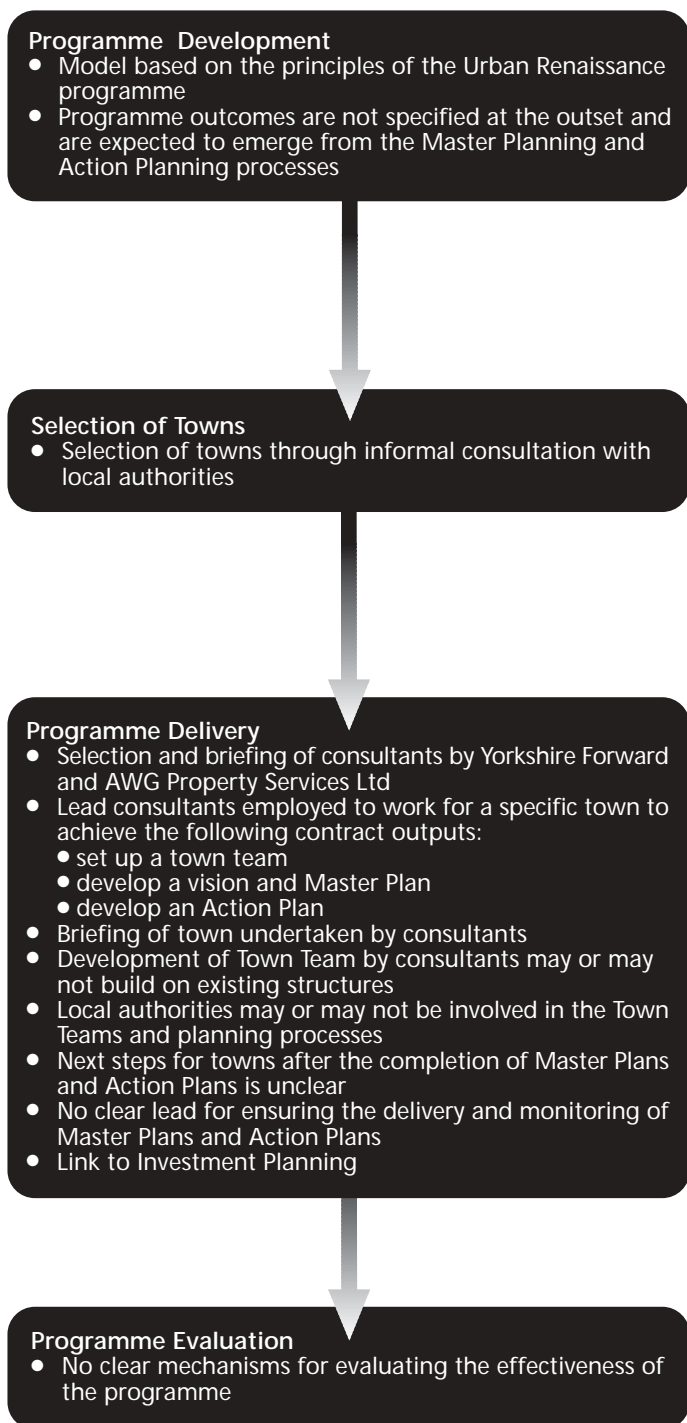 Programme Development
● Model based on the principles of the Urban Renaissance
programme
● Programme outcomes are not specified at the outset and
are expected to emerge from the Master Planning and
Action Planning processes
Selection of Towns
● Selection of towns through informal consultation with
local authorities
Programme Delivery
● Selection and briefing of consultants by Yorkshire Forward
and AWG Property Services Ltd
● Lead consultants employed to work for a specific town to
achieve the following contract outputs:
● set up a town team
● develop a vision and Master Plan
● develop an Action Plan
● Briefing of town undertaken by consultants
● Development of Town Team by consultants may or may
not build on existing structures
● Local authorities may or may not be involved in the Town
Teams and planning processes
● Next steps for towns after the completion of Master Plans
and Action Plans is unclear
● No clear lead for ensuring the delivery and monitoring of
Master Plans and Action Plans
● Link to Investment Planning
Programme Evaluation
● No clear mechanisms for evaluating the effectiveness of
the programme